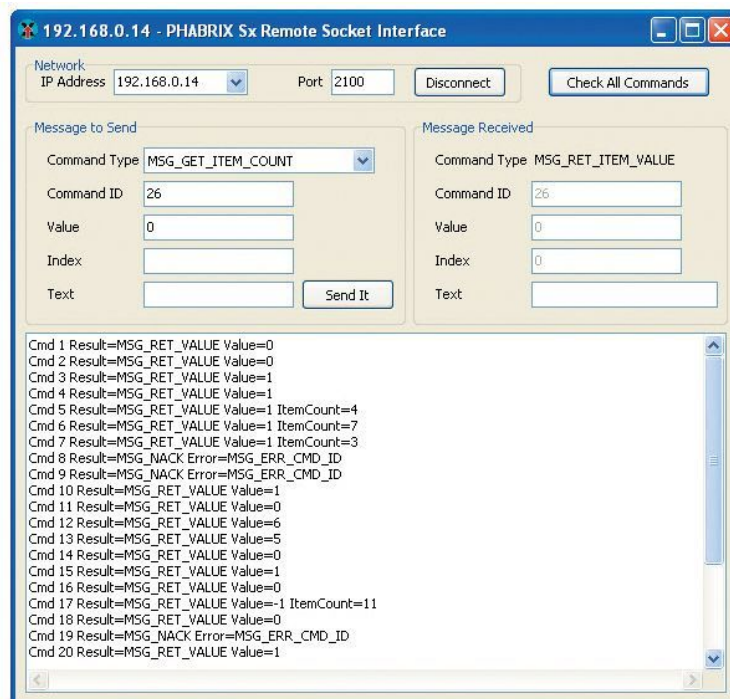 192.168.0.14 - PHABRIX Sx Remote Socket Interface
Network
IP Address 192.168.0.14 Port 2100 Disconnect Check All Commands
Message to Send
Command Type MSG_GET_ITEM_COUNT
Command ID 26
Value 0
Index
Text Send It
Message Received
Command Type MSG_RET_ITEM_VALUE
Command ID 26
Value 0
Index 0
Text
Cmd 1 Result=MSG_RET_VALUE Value=0
Cmd 2 Result=MSG_RET_VALUE Value=0
Cmd 3 Result=MSG_RET_VALUE Value=1
Cmd 4 Result=MSG_RET_VALUE Value=1
Cmd 5 Result=MSG_RET_VALUE Value=1 ItemCount=4
Cmd 6 Result=MSG_RET_VALUE Value=1 ItemCount=7
Cmd 7 Result=MSG_RET_VALUE Value=1 ItemCount=3
Cmd 8 Result=MSG_NACK Error=MSG_ERR_CMD_ID
Cmd 9 Result=MSG_NACK Error=MSG_ERR_CMD_ID
Cmd 10 Result=MSG_RET_VALUE Value=1
Cmd 11 Result=MSG_RET_VALUE Value=0
Cmd 12 Result=MSG_RET_VALUE Value=6
Cmd 13 Result=MSG_RET_VALUE Value=5
Cmd 14 Result=MSG_RET_VALUE Value=0
Cmd 15 Result=MSG_RET_VALUE Value=1
Cmd 16 Result=MSG_RET_VALUE Value=0
Cmd 17 Result=MSG_RET_VALUE Value=-1 ItemCount=11
Cmd 18 Result=MSG_RET_VALUE Value=0
Cmd 19 Result=MSG_NACK Error=MSG_ERR_CMD_ID
Cmd 20 Result=MSG_RET_VALUE Value=1